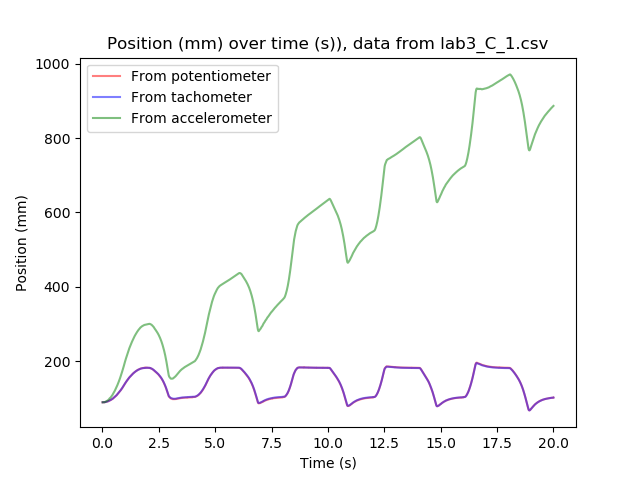 Position (mm) over time (s)), data from lab3_C_1.csv
From potentiometer
From tachometer
From accelerometer
1000
800
600
400
200
Position (mm)
0.0 2.5 5.0 7.5 10.0 12.5 15.0 17.5 20.0
Time (s)